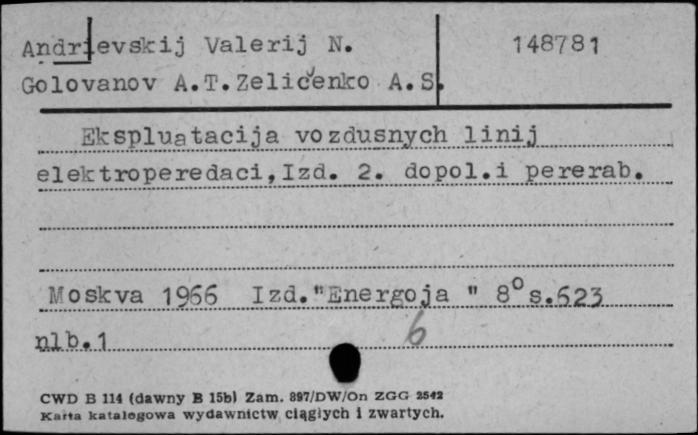 Andrievskij Valerij N. 148781
Golovanov A.T.Zelicěnko A.S.
Ekspluatacija vozdusnych linij
elektroperedaci,Izd. 2. dopol.i pererab.
Moskva 1966 Izd."Energoja " 8° s.623
nlb.1 6
CWD B 114 (dawny B 15b) Zam. 897/DW/On ZGG 2542
Karta katalogowa wydawnictw ciągłych i zwartych.